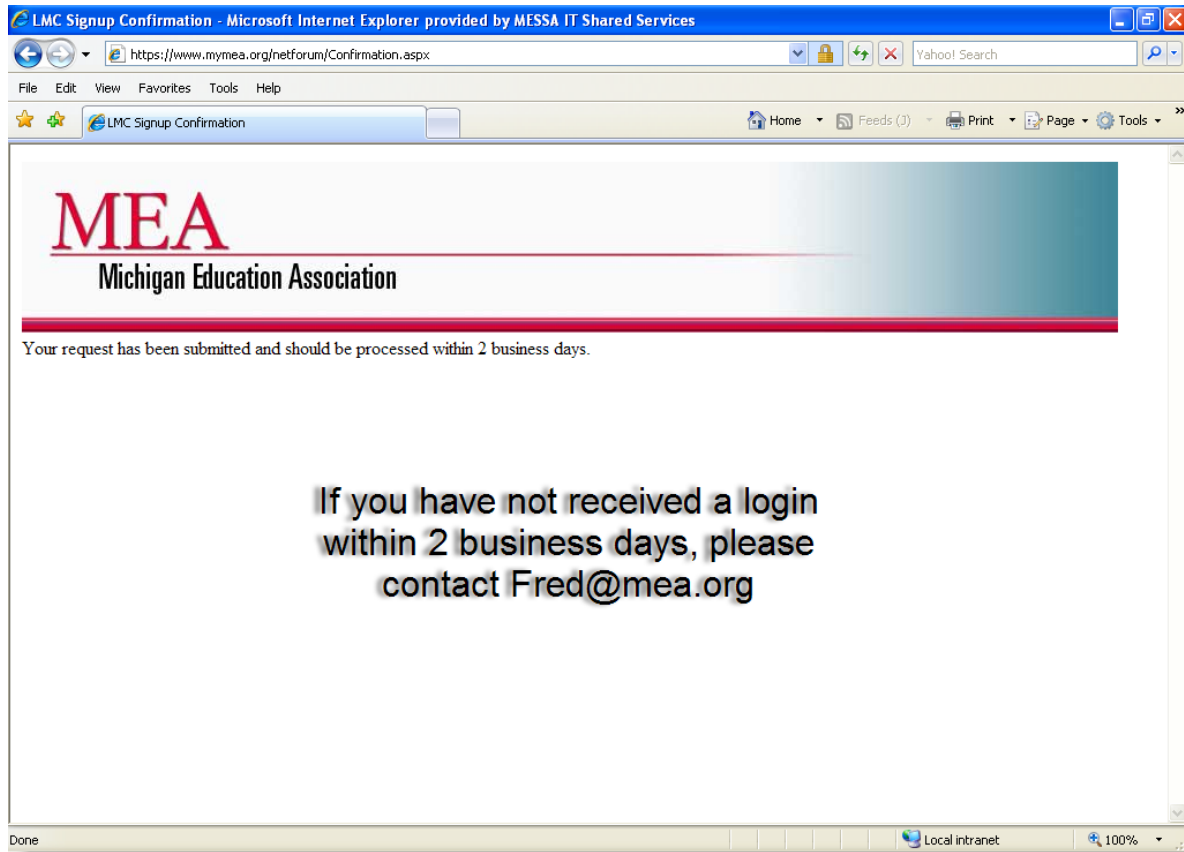 LMC Signup Confirmation - Microsoft Internet Explorer provided by MESSA IT Shared Services
https://www.mymea.org/netforum/Confirmation.aspx
Yahoo! Search
File Edit View Favorites Tools Help
LMC Signup Confirmation
Home Feeds (J) Print Page Tools »
MEA
Michigan Education Association
Your request has been submitted and should be processed within 2 business days.
If you have not received a login
within 2 business days, please
contact Fred@mea.org
Done Local intranet 100%